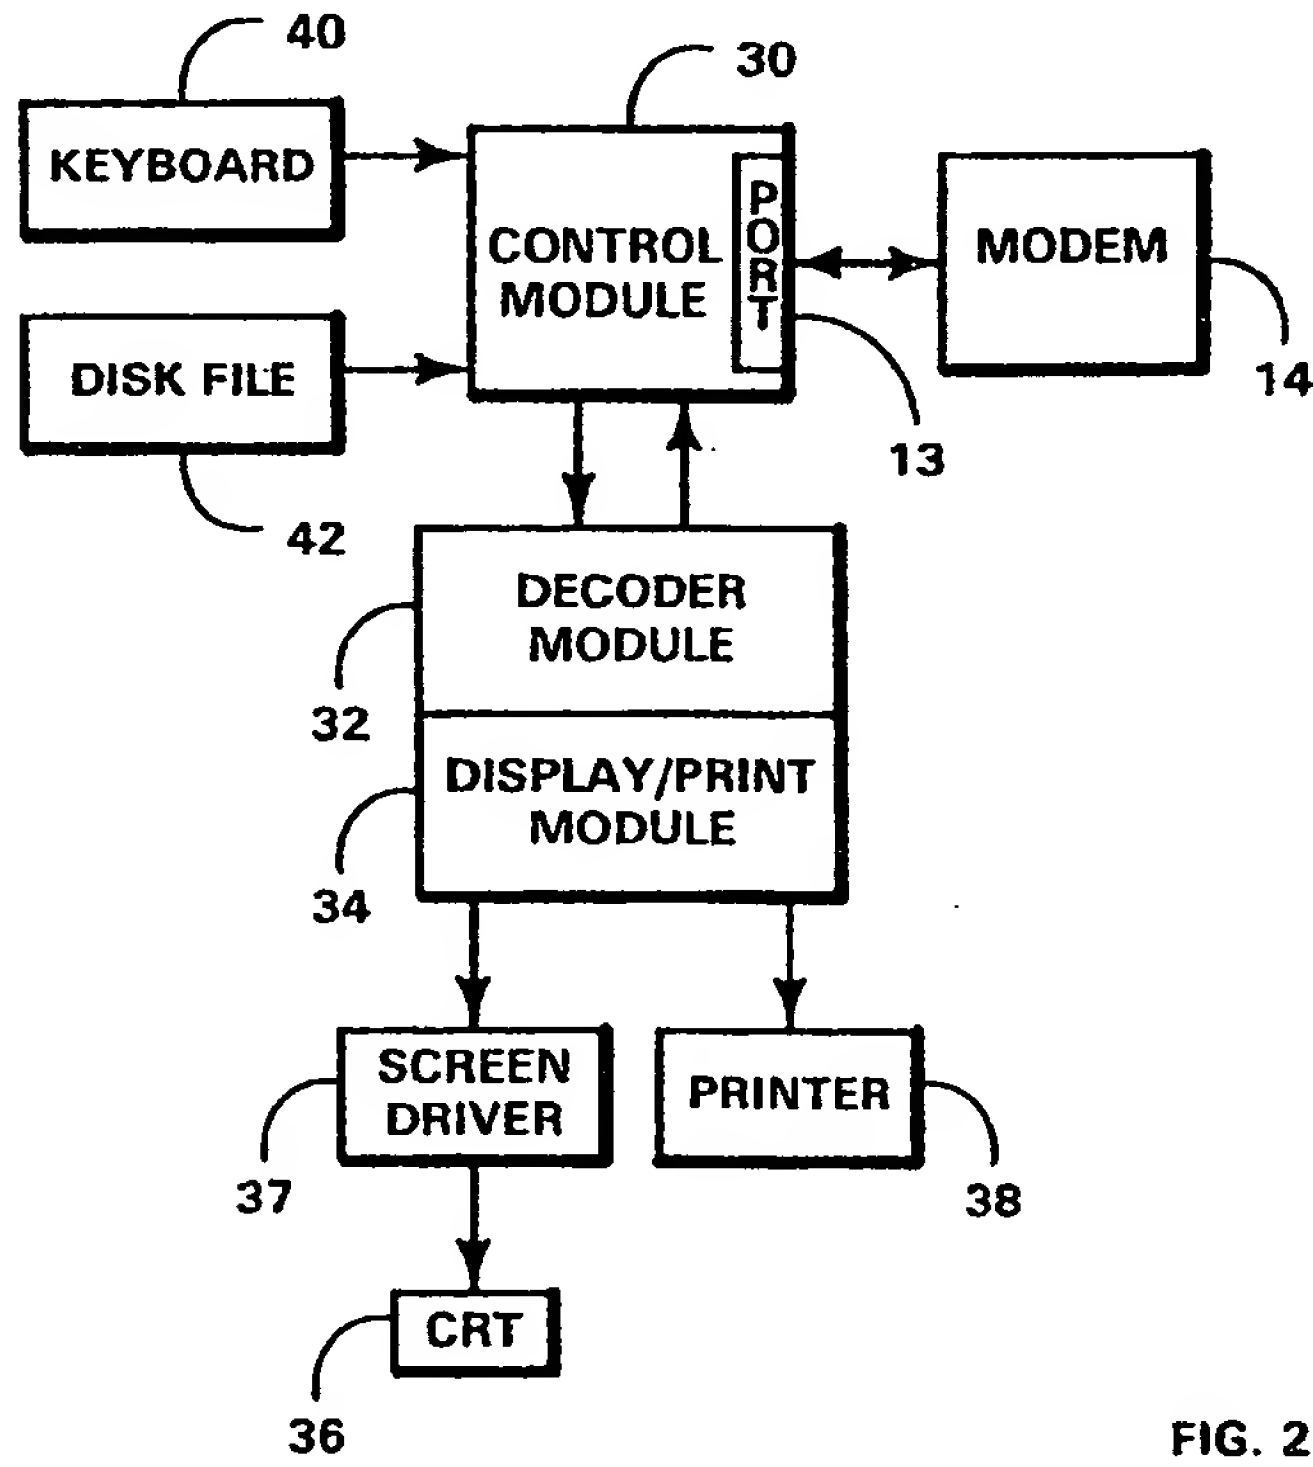 40
30
KEYBOARD
CONTROL
MODULE
PORT
MODEM
14
DISK FILE
13
42
DECODER
MODULE
32
DISPLAY/PRINT
MODULE
34
SCREEN
DRIVER
PRINTER
37
38
CRT
36
FIG. 2